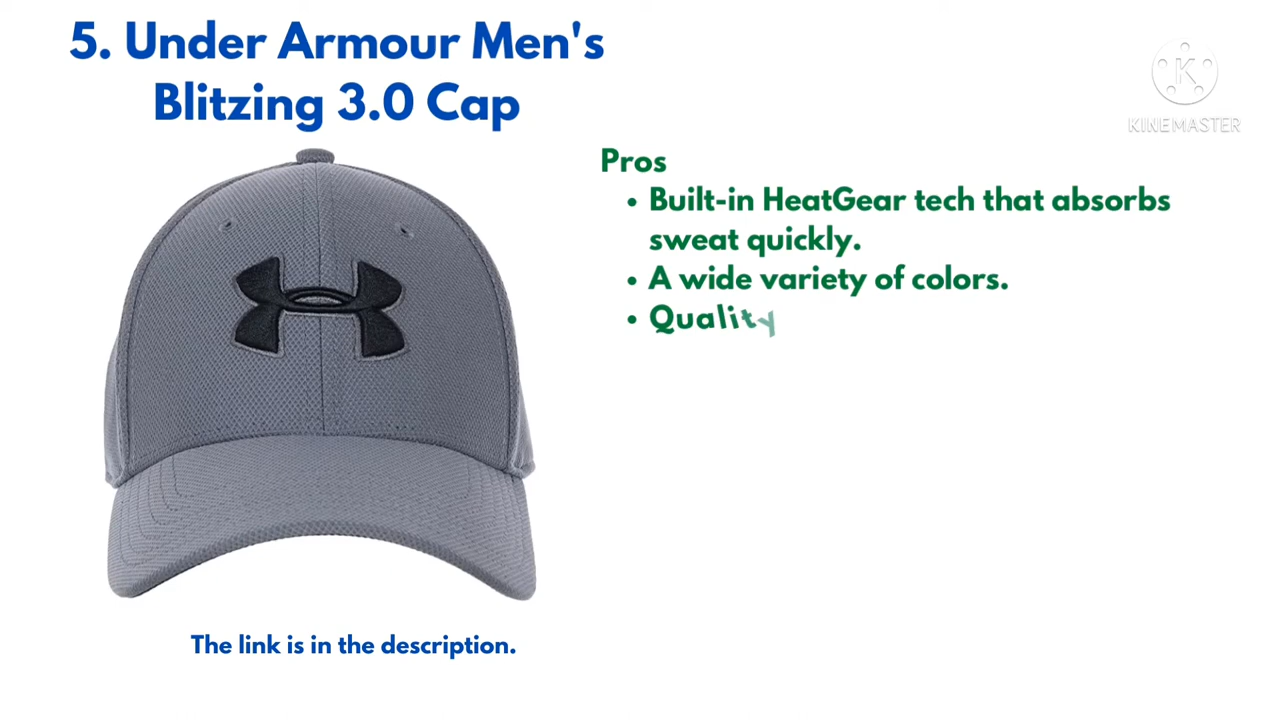 5. Under Armour Men's
Blitzing 3.0 Cap
K
KINEMASTER
Pros
• Built-in HeatGear tech that absorbs
sweat quickly.
• A wide variety of colors.
• Quality
The link is in the description.